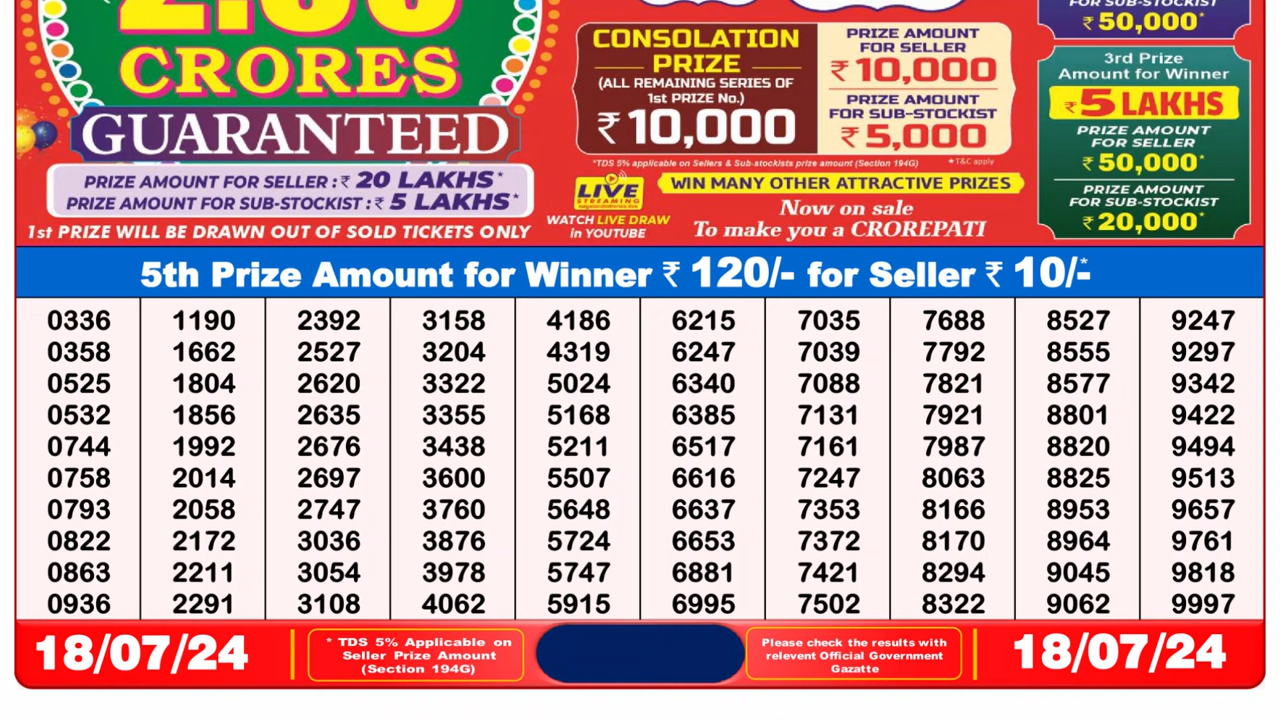 CRORES
GUARANTEED
PRIZE AMOUNT FOR SELLER : ₹ 20 LAKHS*
PRIZE AMOUNT FOR SUB-STOCKIST : ₹ 5 LAKHS*
1st PRIZE WILL BE DRAWN OUT OF SOLD TICKETS ONLY
CONSOLATION
PRIZE
(ALL REMAINING SERIES OF
1st PRIZE No.)
₹ 10,000
PRIZE AMOUNT
FOR SELLER
₹ 10,000
PRIZE AMOUNT
FOR SUB-STOCKIST
₹ 5,000
*TDS 5% applicable on Sellers & Sub-stockists prize amount (Section 194G)
*T&C apply
LIVE
STREAMING
WATCH LIVE DRAW
in YOUTUBE
WIN MANY OTHER ATTRACTIVE PRIZES
Now on sale
To make you a CROREPATI
FOR SUB-STOCKIST
₹ 50,000*
3rd Prize
Amount for Winner
₹ 5 LAKHS
PRIZE AMOUNT
FOR SELLER
₹ 50,000*
PRIZE AMOUNT
FOR SUB-STOCKIST
₹ 20,000*
5th Prize Amount for Winner ₹ 120/- for Seller ₹ 10/-*
0336 1190 2392 3158 4186 6215 7035 7688 8527 9247
0358 1662 2527 3204 4319 6247 7039 7792 8555 9297
0525 1804 2620 3322 5024 6340 7088 7821 8577 9342
0532 1856 2635 3355 5168 6385 7131 7921 8801 9422
0744 1992 2676 3438 5211 6517 7161 7987 8820 9494
0758 2014 2697 3600 5507 6616 7247 8063 8825 9513
0793 2058 2747 3760 5648 6637 7353 8166 8953 9657
0822 2172 3036 3876 5724 6653 7372 8170 8964 9761
0863 2211 3054 3978 5747 6881 7421 8294 9045 9818
0936 2291 3108 4062 5915 6995 7502 8322 9062 9997
18/07/24
* TDS 5% Applicable on
Seller Prize Amount
(Section 194G)
Please check the results with
relevent Official Government
Gazatte
18/07/24